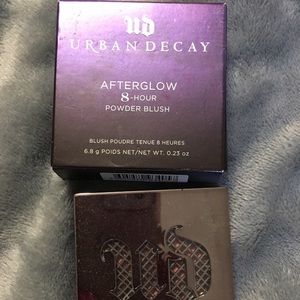 UD
URBAN DECAY
AFTERGLOW
8-HOUR
POWDER BLUSH
BLUSH POUDRE TENUE 8 HEURES
6.8 g POIDS NET/NET WT. 0.23 oz
UD